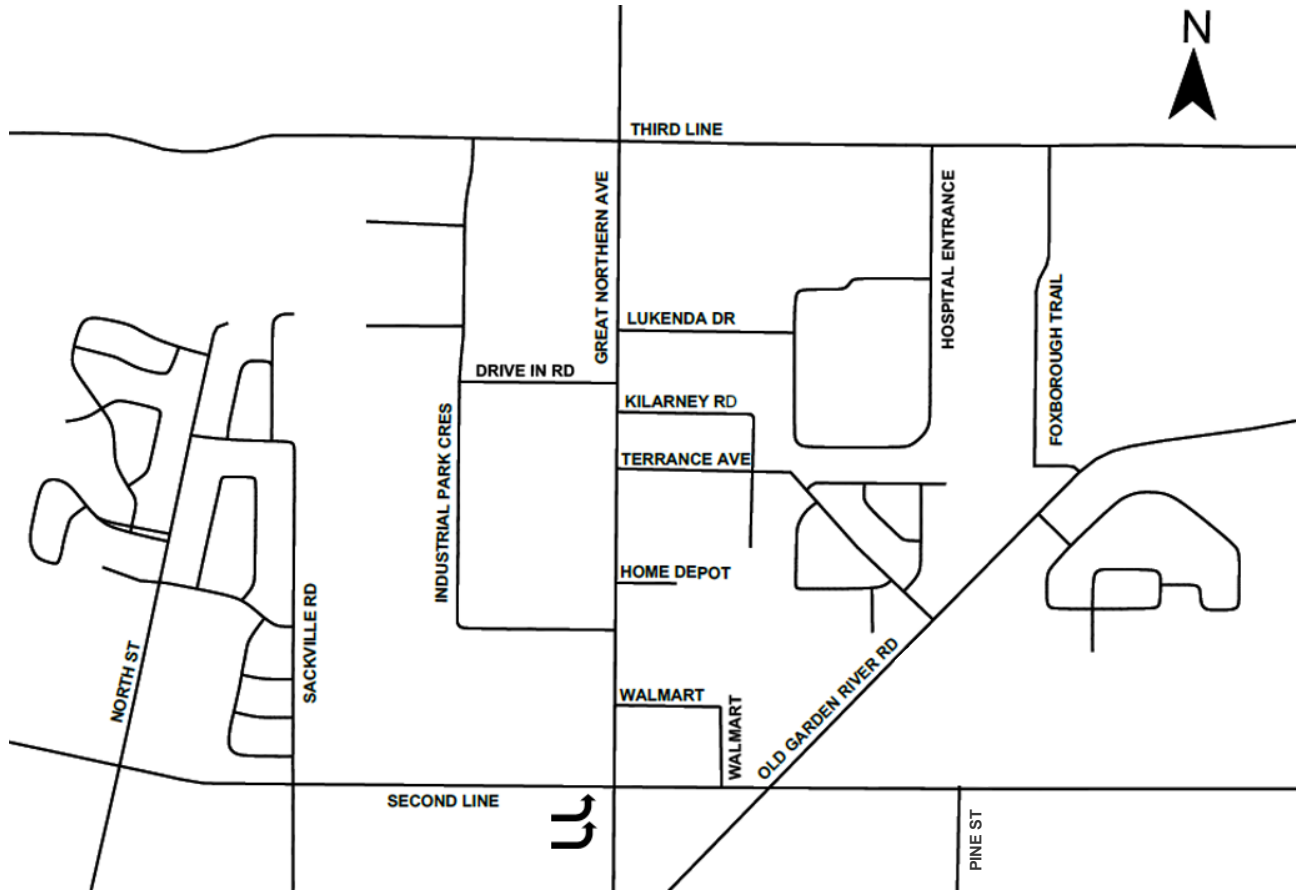 N
THIRD LINE
GREAT NORTHERN AVE
HOSPITAL ENTRANCE
FOXBOROUGH TRAIL
LUKENDA DR
DRIVE IN RD
KILARNEY RD
INDUSTRIAL PARK CRES
TERRANCE AVE
HOME DEPOT
SACKVILLE RD
NORTH ST
WALMART
WALMART
OLD GARDEN RIVER RD
SECOND LINE
PINE ST